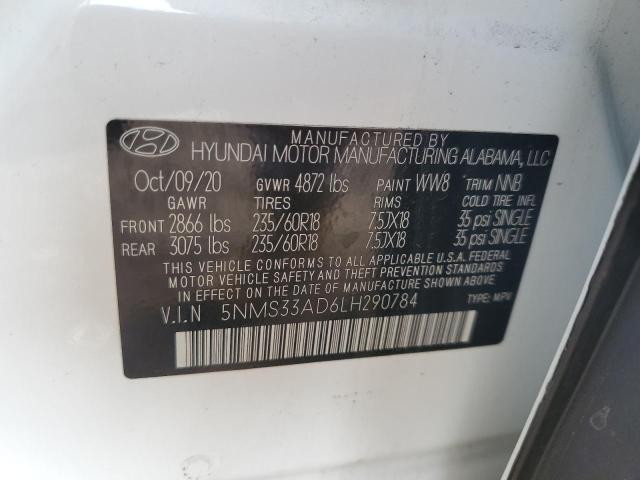 MANUFACTURED BY
HYUNDAI MOTOR MANUFACTURING ALABAMA, LLC
Oct/09/20 GVWR 4872 lbs PAINT WW8 TRIM NNB
GAWR TIRES RIMS COLD TIRE INFL
FRONT 2866 lbs 235/60R18 7.5JX18 35 psi SINGLE
REAR 3075 lbs 235/60R18 7.5JX18 35 psi SINGLE
THIS VEHICLE CONFORMS TO ALL APPLICABLE U.S.A. FEDERAL
MOTOR VEHICLE SAFETY AND THEFT PREVENTION STANDARDS
IN EFFECT ON THE DATE OF MANUFACTURE SHOWN ABOVE.
V.I.N 5NMS33AD6LH290784 TYPE: MPV